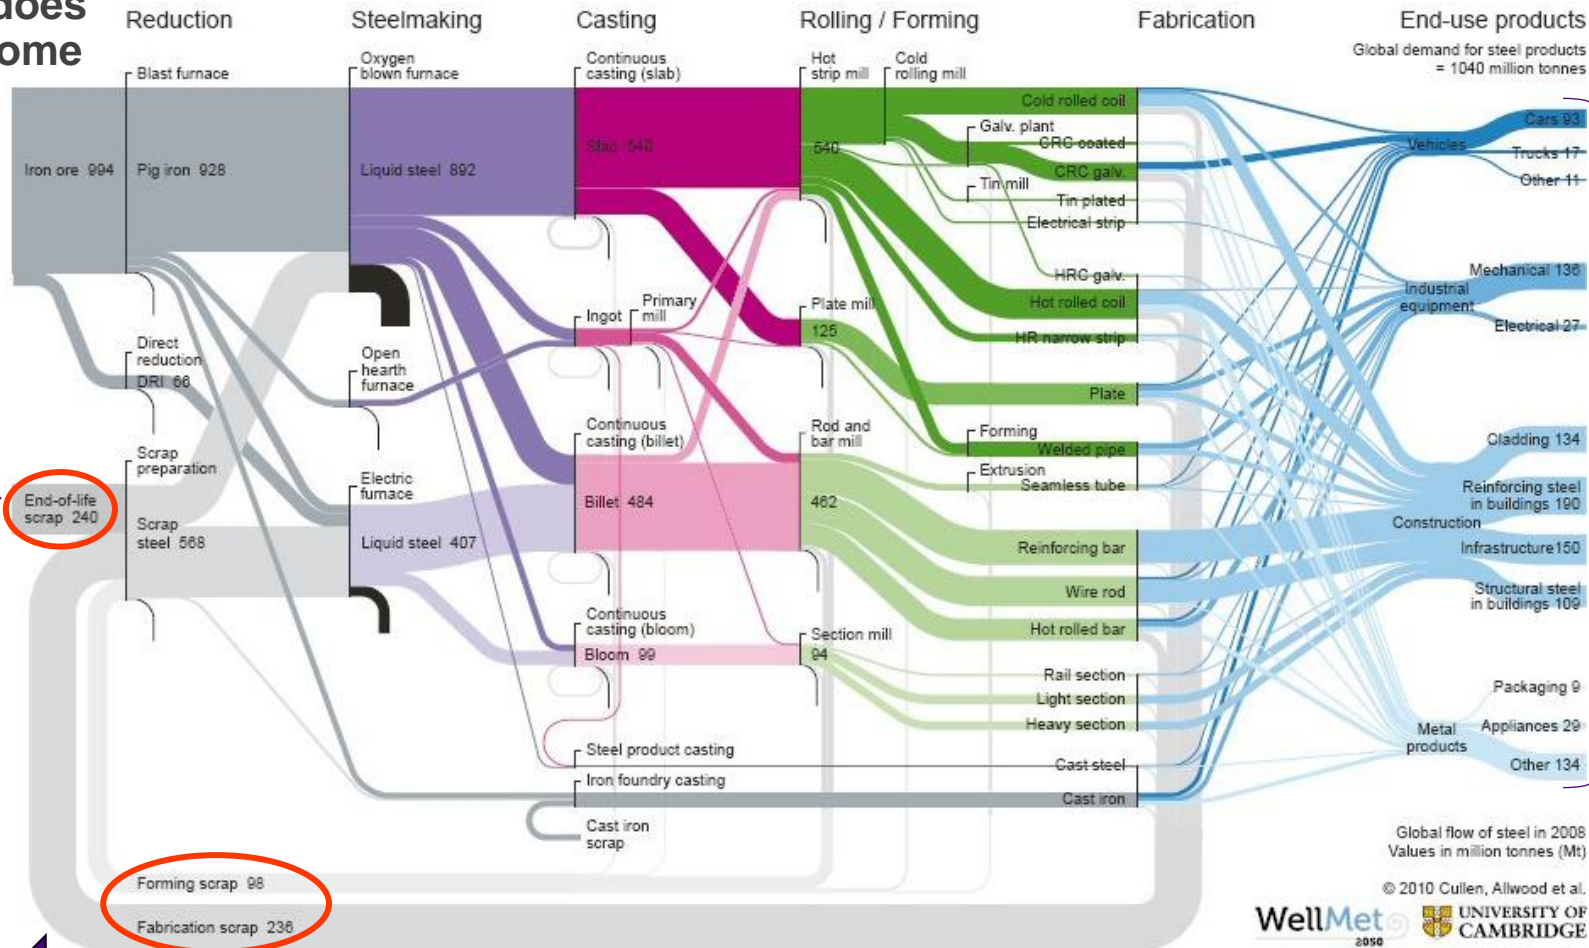 does
ome
Reduction
Steelmaking
Casting
Rolling / Forming
Fabrication
End-use products
Global demand for steel products
= 1040 million tonnes
Blast furnace
Oxygen
blown furnace
Continuous
casting (slab)
Hot
strip mill
Cold
rolling mill
Iron ore 994
Pig iron 928
Liquid steel 892
Slab 640
540
Cold rolled coil
Galv. plant
CRC coated
CRC galv.
Tin mill
Tin plated
Electrical strip
HRC galv.
Hot rolled coil
HR narrow strip
Vehicles
Cars 93
Trucks 17
Other 11
Mechanical 136
Industrial
equipment
Electrical 27
Direct
reduction
DRI 66
Open
hearth
furnace
Ingot
Primary
mill
Plate mill
125
Plate
Scrap
preparation
End-of-life
scrap 240
Scrap
steel 568
Electric
furnace
Liquid steel 407
Continuous
casting (billet)
Billet 484
Rod and
bar mill
462
Forming
Welded pipe
Extrusion
Seamless tube
Reinforcing bar
Wire rod
Hot rolled bar
Cladding 134
Reinforcing steel
in buildings 190
Construction
Infrastructure 150
Structural steel
in buildings 109
Continuous
casting (bloom)
Bloom 99
Section mill
94
Rail section
Light section
Heavy section
Steel product casting
Cast steel
Iron foundry casting
Cast iron
Cast iron
scrap
Packaging 9
Metal
products
Appliances 29
Other 134
Forming scrap 98
Fabrication scrap 236
Global flow of steel in 2008
Values in million tonnes (Mt)
© 2010 Cullen, Allwood et al.
WellMet
2050
UNIVERSITY OF
CAMBRIDGE